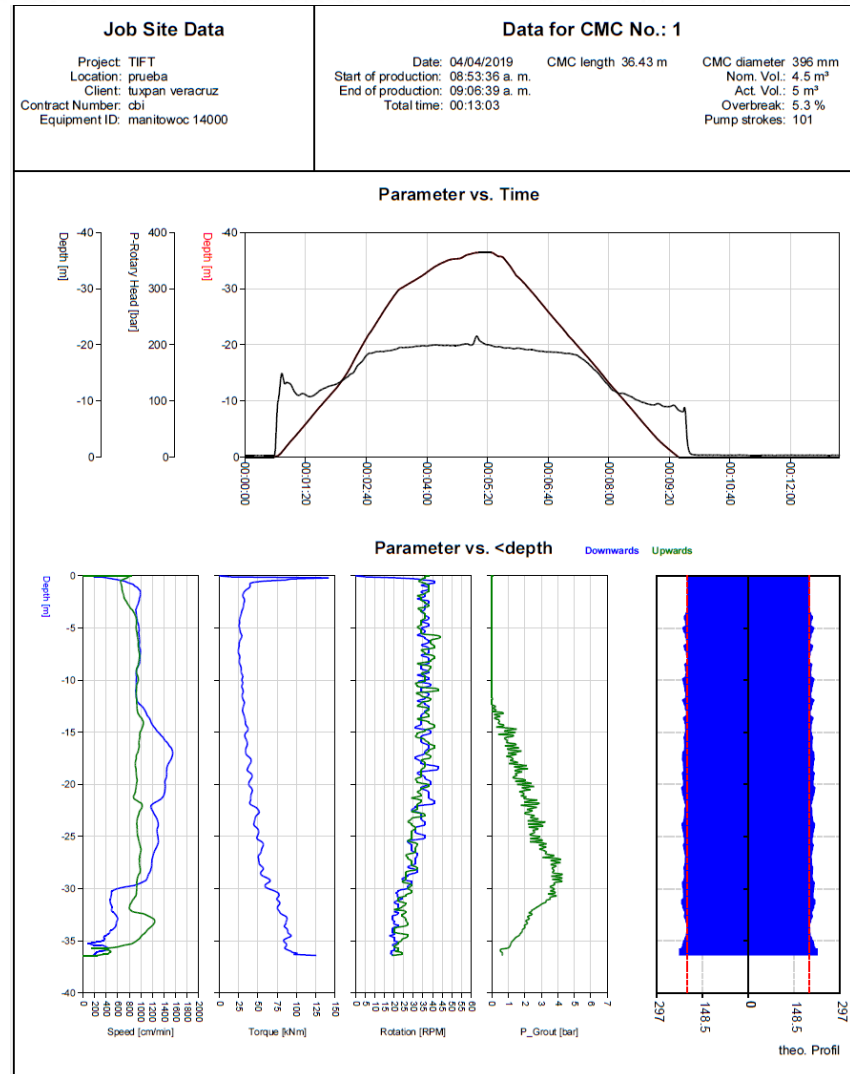 Job Site Data
Project: TIFT
Location: prueba
Client: tuxpan veracruz
Contract Number: cbi
Equipment ID: manitowoc 14000
Data for CMC No.: 1
Date: 04/04/2019
Start of production: 08:53:36 a. m.
End of production: 09:06:39 a. m.
Total time: 00:13:03
CMC length 36.43 m
CMC diameter 396 mm
Nom. Vol.: 4.5 m³
Act. Vol.: 5 m³
Overbreak: 5.3 %
Pump strokes: 101
Parameter vs. Time
Depth [m]
-40
-30
-20
-10
0
P-Rotary Head [bar]
400
300
200
100
0
Depth [m]
-40
-30
-20
-10
0
00:00:00
00:01:20
00:02:40
00:04:00
00:05:20
00:06:40
00:08:00
00:09:20
00:10:40
00:12:00
Parameter vs. <depth
Downwards Upwards
Depth [m]
0
-5
-10
-15
-20
-25
-30
-35
-40
0 200 400 600 800 1000 1200 1400 1600 1800 2000
Speed [cm/min]
0 25 50 75 100 125 150
Torque [kNm]
0 5 10 15 20 25 30 35 40 45 50 55 60
Rotation [RPM]
0 1 2 3 4 5 6 7
P_Grout [bar]
297 148.5 0 148.5 297
theo. Profil